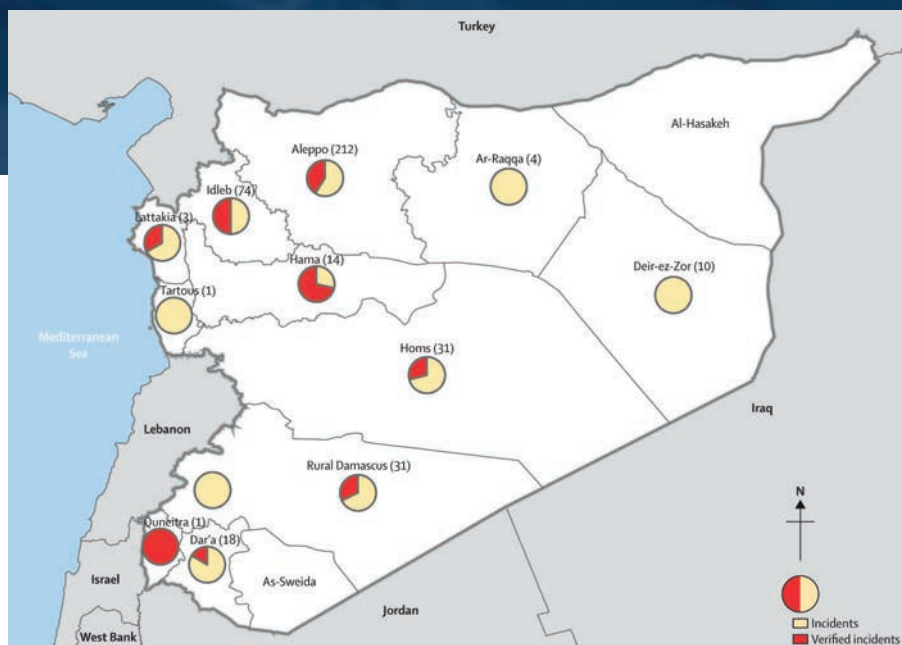 Turkey
Al-Hasakeh
Aleppo (212)
Ar-Raqqa (4)
Idleb (74)
Lattakia (3)
Hama (14)
Deir-ez-Zor (10)
Tartous (1)
Mediterranean
Sea
Homs (31)
Iraq
Lebanon
Rural Damascus (31)
N
Quneitra (1)
Dar'a (18)
Israel
As-Sweida
Jordan
West Bank
Incidents
Verified incidents